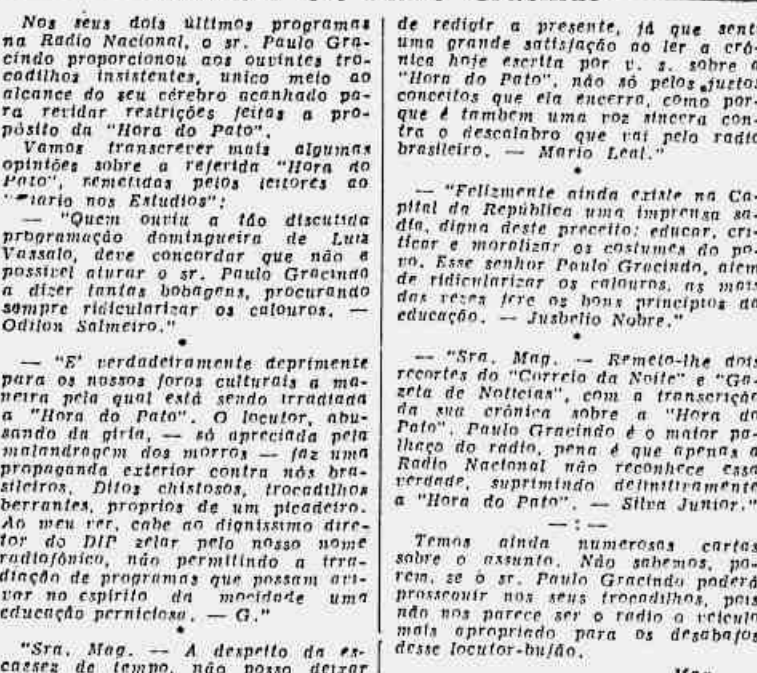 Nos seus dois últimos programas
na Radio Nacional, o sr. Paulo Gra-
cindo proporcionou aos ouvintes tro-
cadilhos insistentes, unico meio ao
alcance do seu cérebro acanhado pa-
ra revidar restrições feitas a pro-
pósito da "Hora do Pato".
Vamos transcrever mais algumas
opiniões sobre a referida "Hora do
Pato", remetidas pelos leitores ao
"Diario nos Estudios":
— "Quem ouviu a tão discutida
programação domingueira de Luiz
Vassalo, deve concordar que não e
possivel aturar o sr. Paulo Gracindo
a dizer tantas bobagens, procurando
sempre ridicularizar os calouros. —
Odilon Salmeiro."
*
— "E' verdadeiramente deprimente
para os nossos foros culturais a ma-
neira pela qual está sendo irradiada
a "Hora do Pato". O locutor, abu-
sando da giria, — só apreciada pela
malandragem dos morros — faz uma
propaganda exterior contra nós bra-
sileiros. Ditos chistosos, trocadilhos
berrantes, proprios de um picadeiro.
Ao meu ver, cabe ao dignissimo dire-
tor do DIP zelar pelo nosso nome
radiofônico, não permitindo a irra-
diação de programas que possam ati-
var no espirito da mocidade uma
educação perniciosa. — G."
*
"Sra. Mag. — A despeito da es-
cassez de tempo, não posso deixar
de redigir a presente, já que senti
uma grande satisfação ao ler a crô-
nica hoje escrita por v. s. sobre a
"Hora do Pato", não só pelos justos
conceitos que ela encerra, como por-
que é tambem uma voz sincera con-
tra o descalabro que vai pelo radio
brasileiro. — Mario Leal."
*
— "Felizmente ainda existe na Ca-
pital da República uma imprensa sa-
dia, digna deste preceito: educar, cri-
ticar e moralizar os costumes do po-
vo. Esse senhor Paulo Gracindo, alem
de ridicularizar os calouros, as mais
das vezes fere os bons principios da
educação. — Jusbelio Nobre."
*
— "Sra. Mag. — Remeto-lhe dois
recortes do "Correio da Noite" e "Ga-
zeta de Noticias", com a transcrição
da sua crônica sobre a "Hora do
Pato". Paulo Gracindo é o maior pa-
lhaço do radio, pena é que apenas a
Radio Nacional não reconhece essa
verdade, suprimindo definitivamente
a "Hora do Pato". — Silva Junior."
— : —
Temos ainda numerosas cartas
sobre o assunto. Não sabemos, po-
rem, se o sr. Paulo Gracindo poderá
prosseguir nos seus trocadilhos, pois
não nos parece ser o radio o veiculo
mais apropriado para os desabafos
desse locutor-bufão.